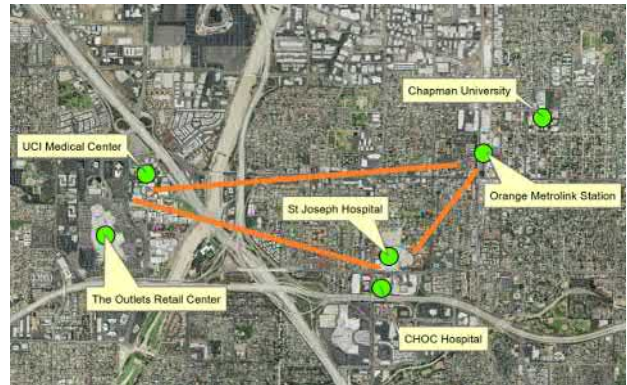 Chapman University
UCI Medical Center
Orange Metrolink Station
St Joseph Hospital
The Outlets Retail Center
CHOC Hospital